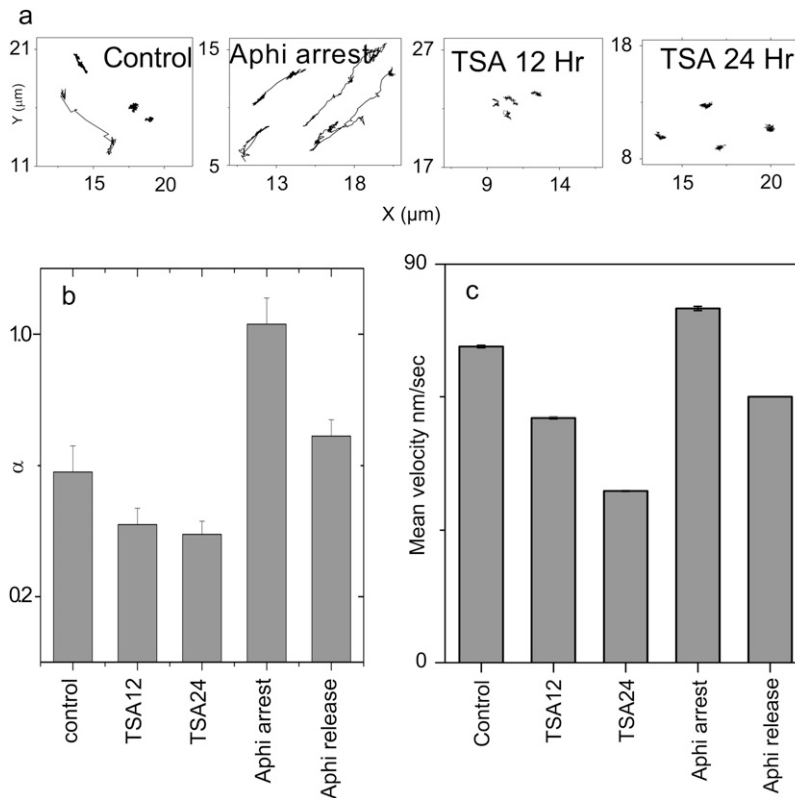 a
Control
Aphi arrest
TSA 12 Hr
TSA 24 Hr
Y (μm)
21
11
15
5
27
17
18
8
15 20
13 18
9 14
15 20
X (μm)
b
α
1.0
0.2
control
TSA12
TSA24
Aphi arrest
Aphi release
c
Mean velocity nm/sec
90
0
Control
TSA12
TSA24
Aphi arrest
Aphi release